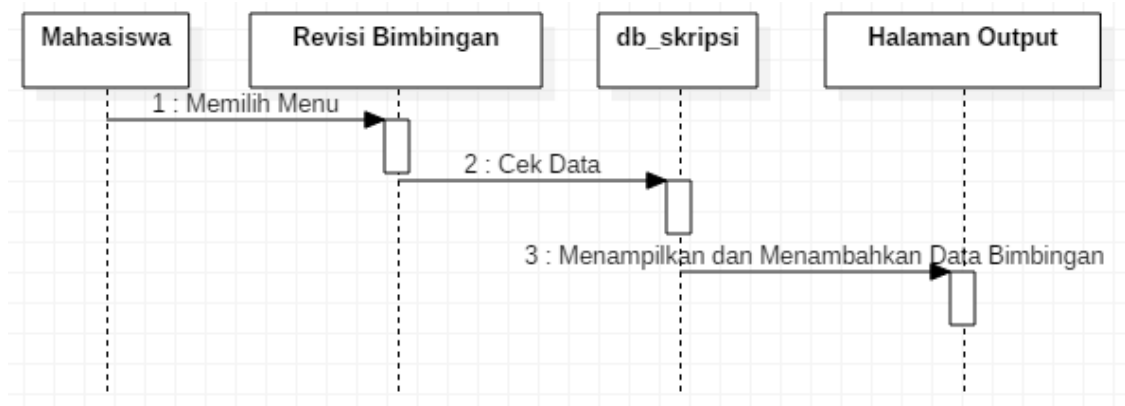 Mahasiswa
Revisi Bimbingan
db_skripsi
Halaman Output
1 : Memilih Menu
2 : Cek Data
3 : Menampilkan dan Menambahkan Data Bimbingan